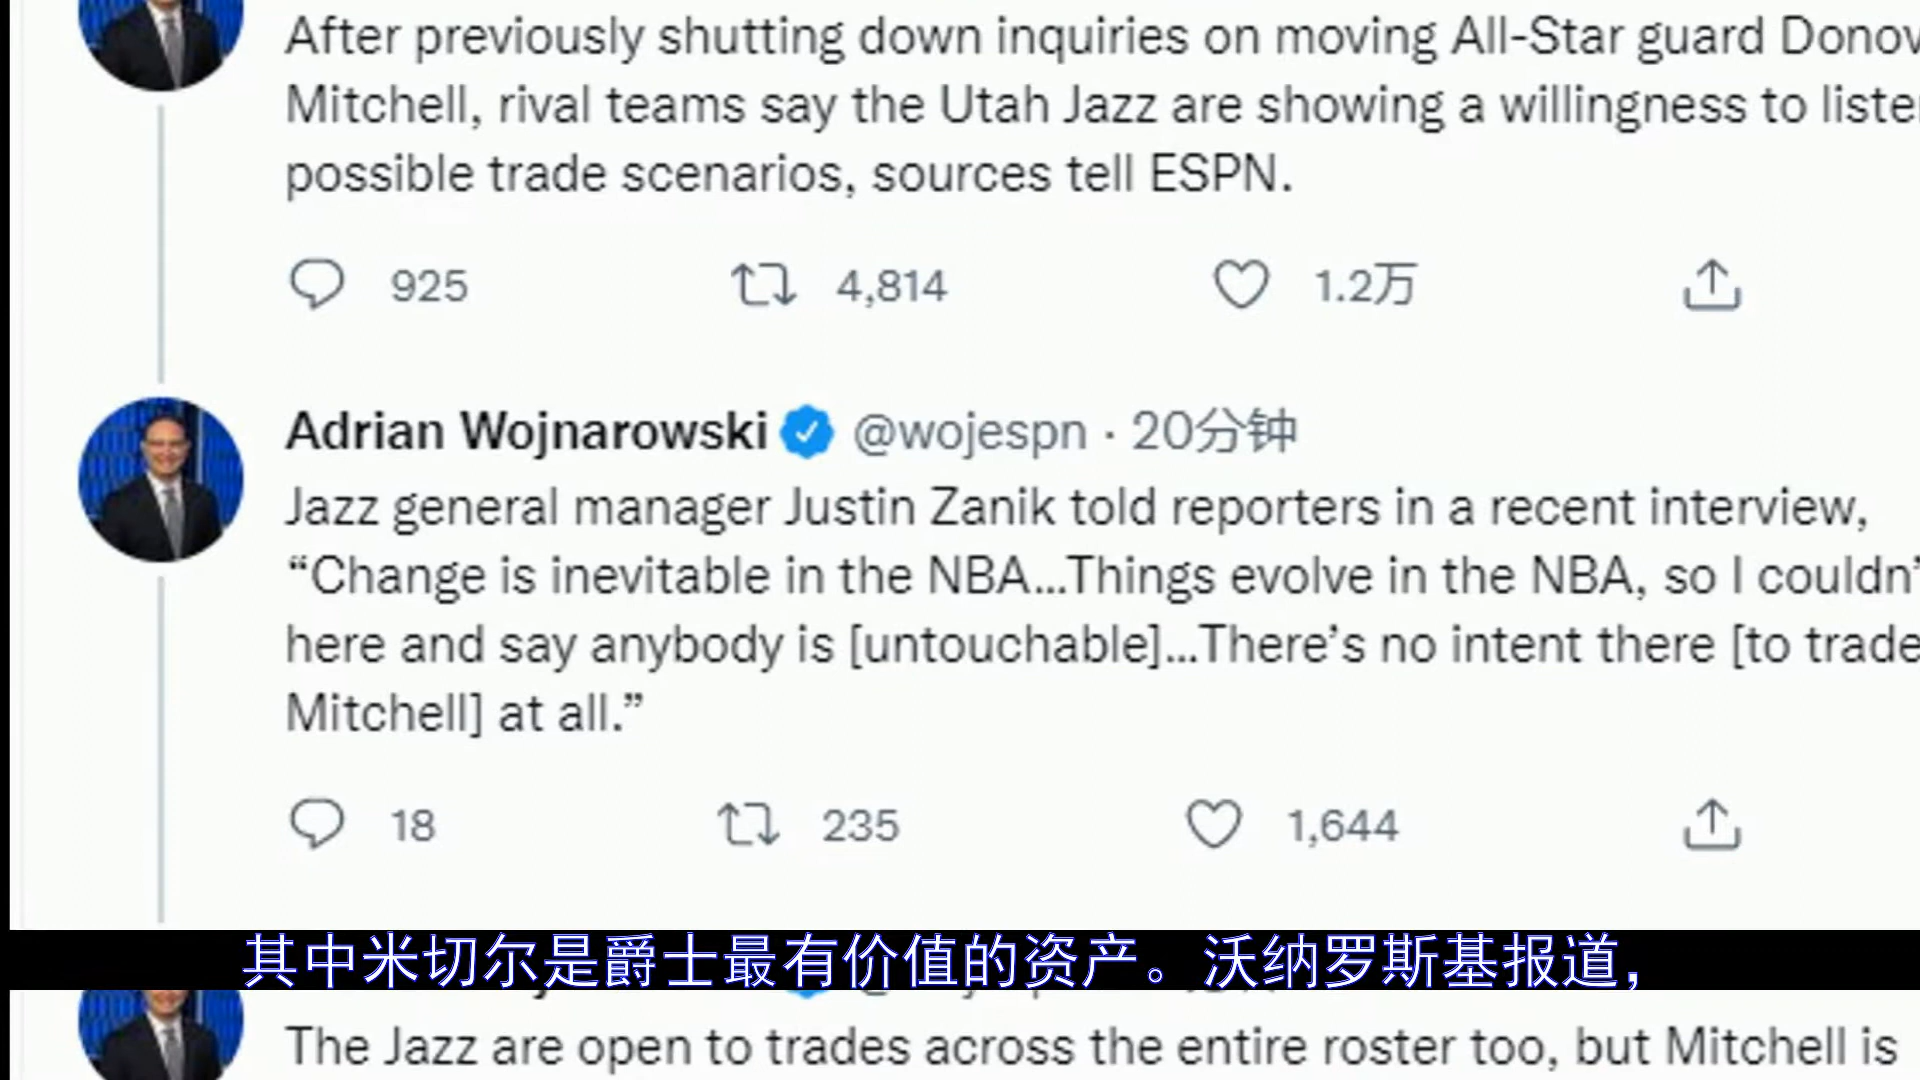 After previously shutting down inquiries on moving All-Star guard Donov
Mitchell, rival teams say the Utah Jazz are showing a willingness to liste
possible trade scenarios, sources tell ESPN.
925 4,814 1.2万
Adrian Wojnarowski @wojespn · 20分钟
Jazz general manager Justin Zanik told reporters in a recent interview,
“Change is inevitable in the NBA...Things evolve in the NBA, so I couldn’
here and say anybody is [untouchable]...There’s no intent there [to trade
Mitchell] at all.”
18 235 1,644
其中米切尔是爵士最有价值的资产。沃纳罗斯基报道，
The Jazz are open to trades across the entire roster too, but Mitchell is